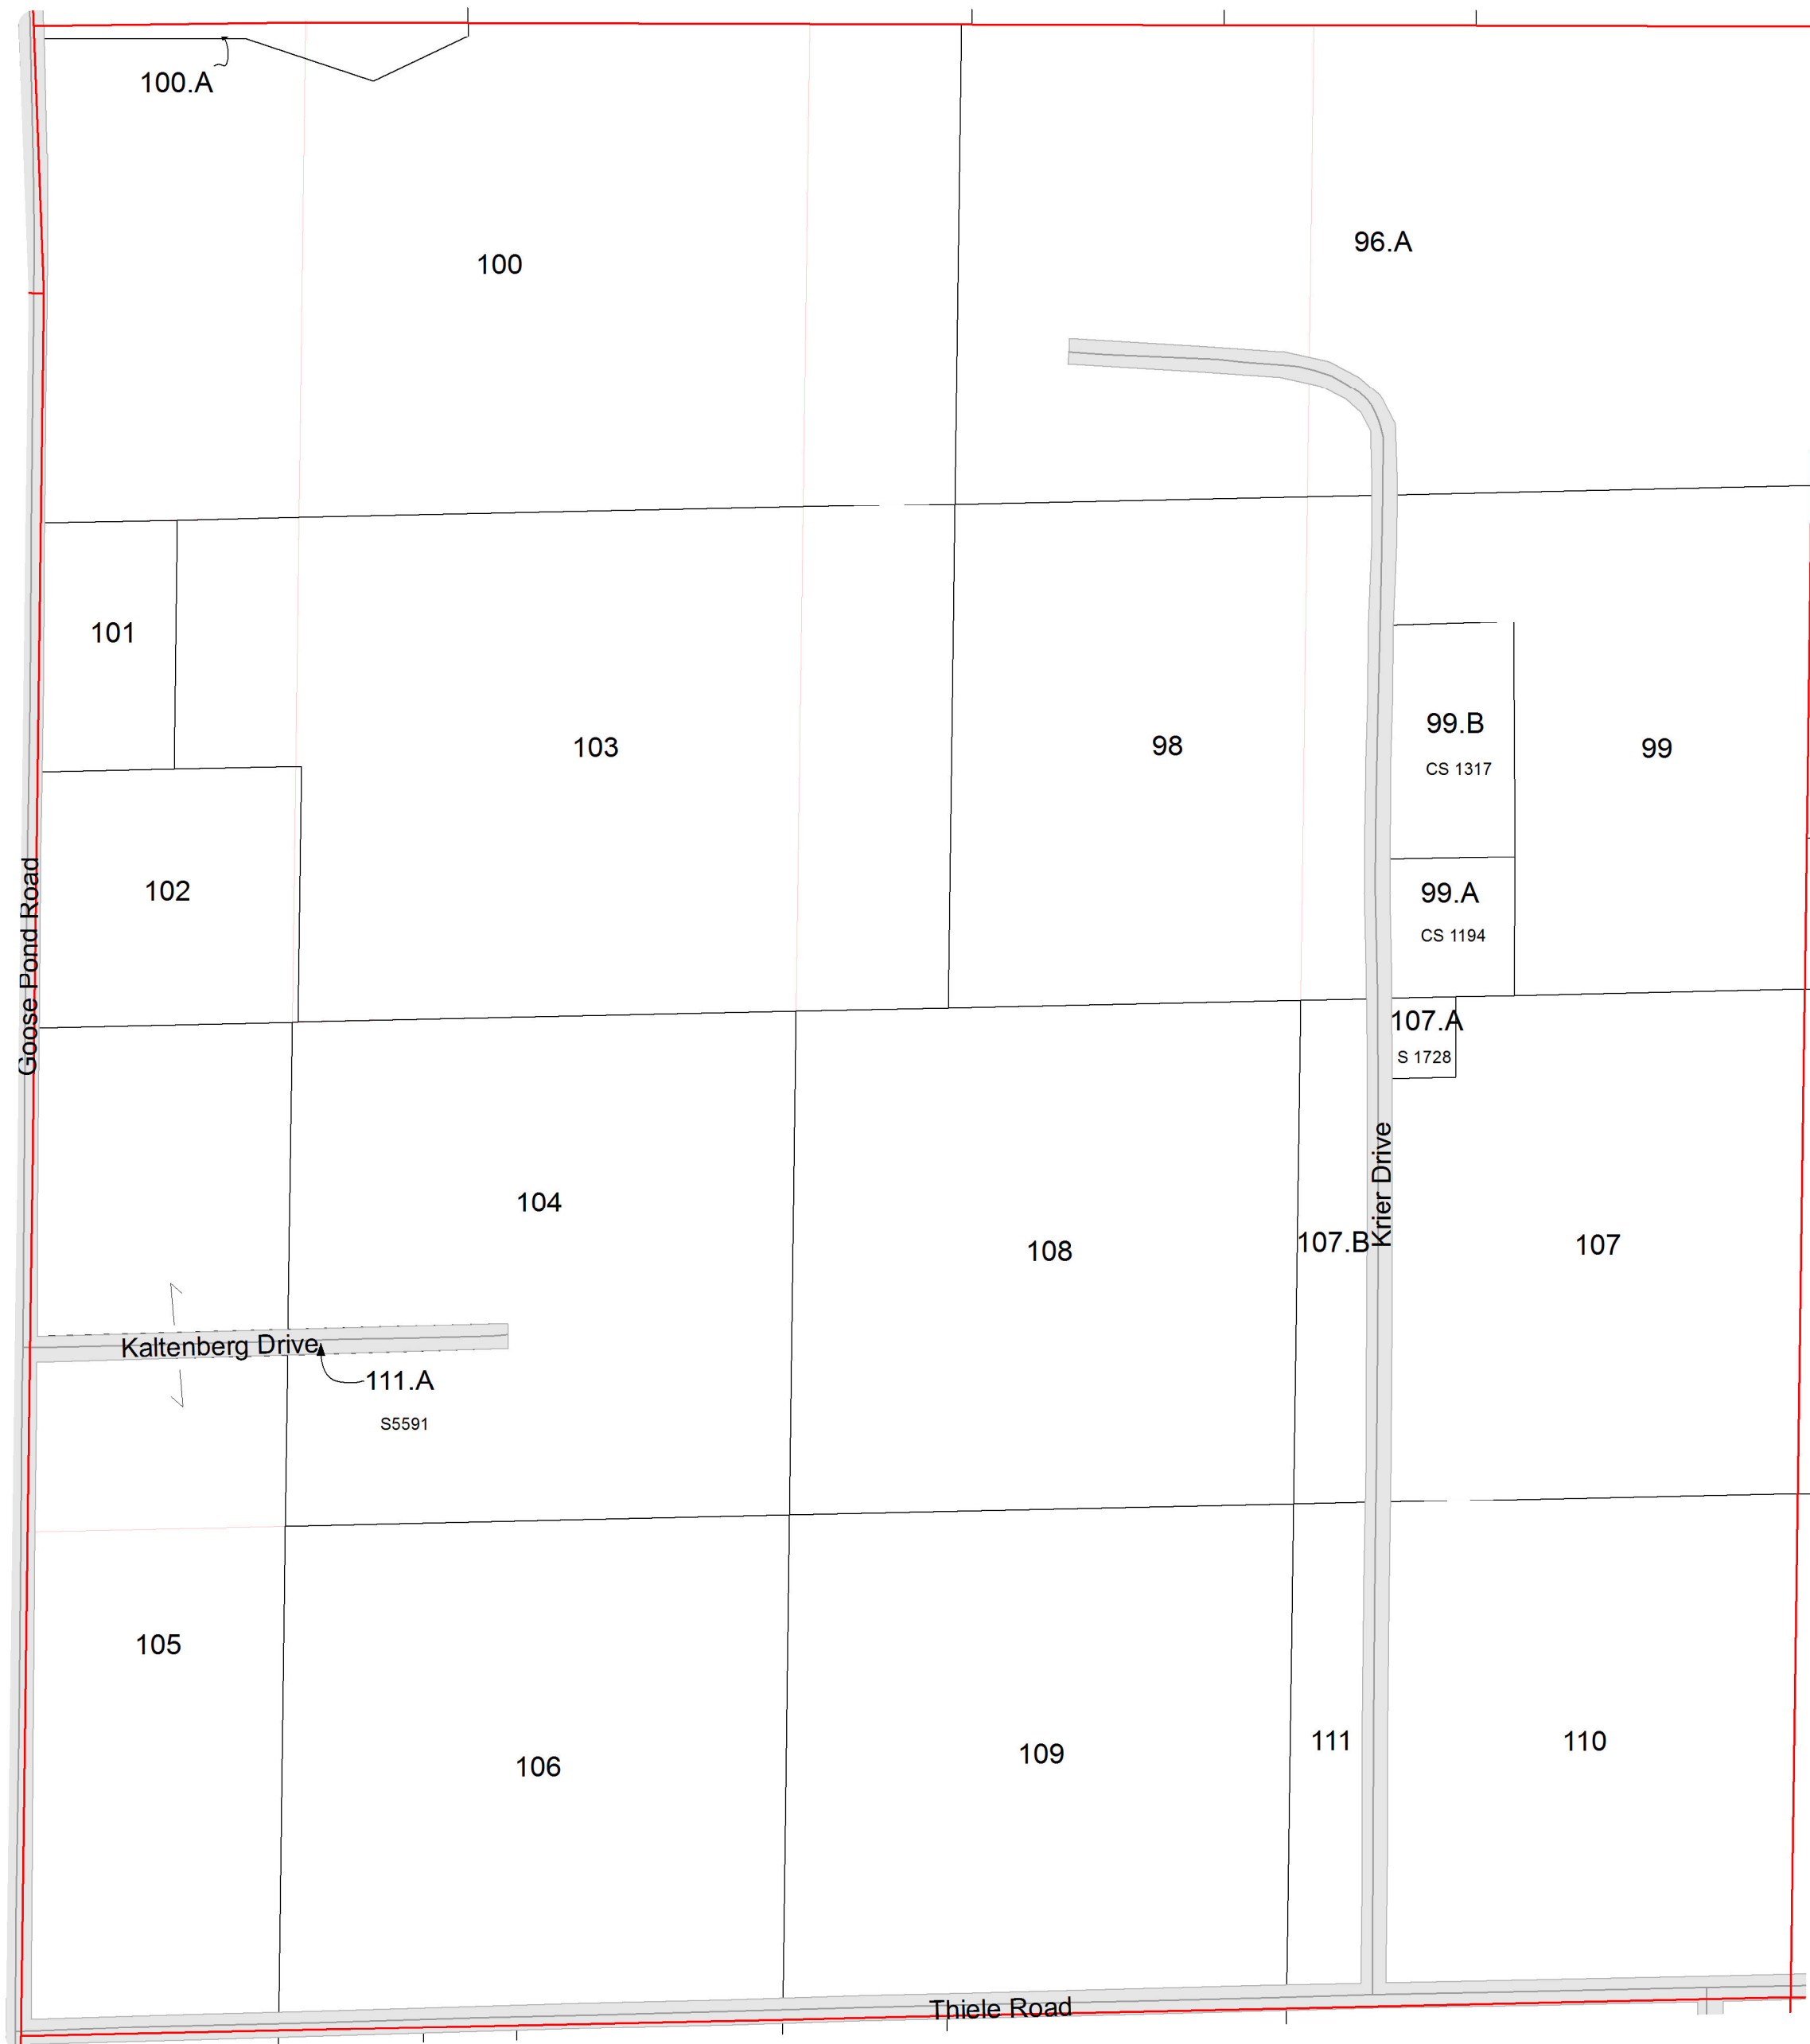 100.A
96.A
100
101
99.B
98
103
99
CS 1317
102
99.A
CS 1194
Goose Pond Road
107.A
S 1728
104
Krier Drive
107.B
107
108
Kaltenberg Drive
111.A
S5591
105
111
110
109
106
Thiele Road